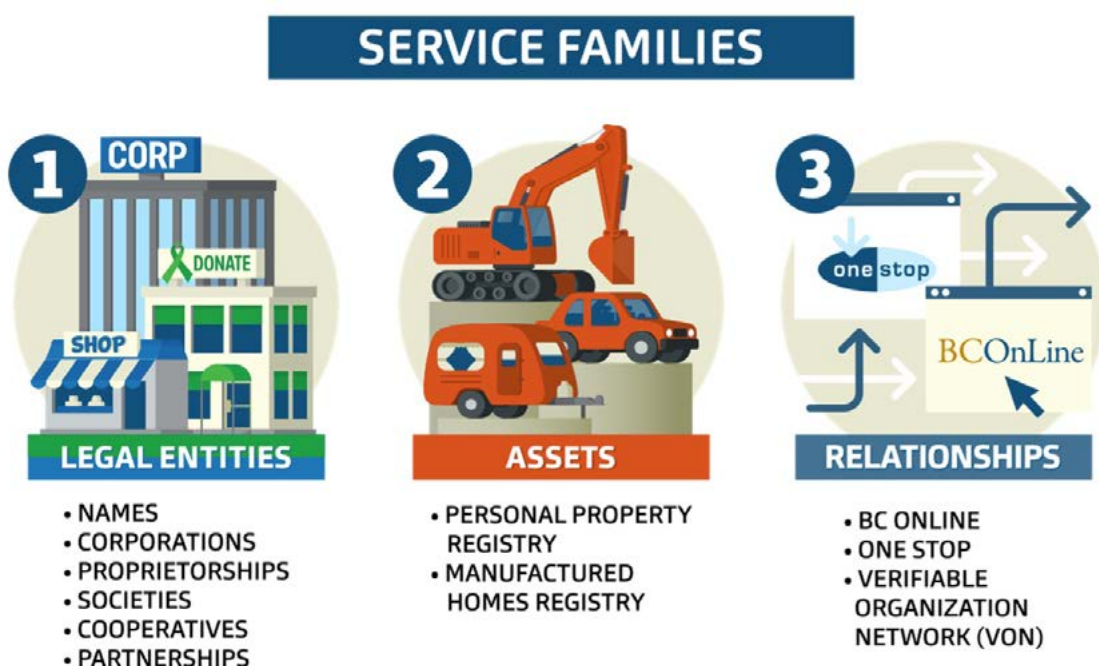 SERVICE FAMILIES
1
CORP
DONATE
SHOP
LEGAL ENTITIES
• NAMES
• CORPORATIONS
• PROPRIETORSHIPS
• SOCIETIES
• COOPERATIVES
• PARTNERSHIPS
2
ASSETS
• PERSONAL PROPERTY
REGISTRY
• MANUFACTURED
HOMES REGISTRY
3
one stop
BCOnLine
RELATIONSHIPS
• BC ONLINE
• ONE STOP
• VERIFIABLE
ORGANIZATION
NETWORK (VON)